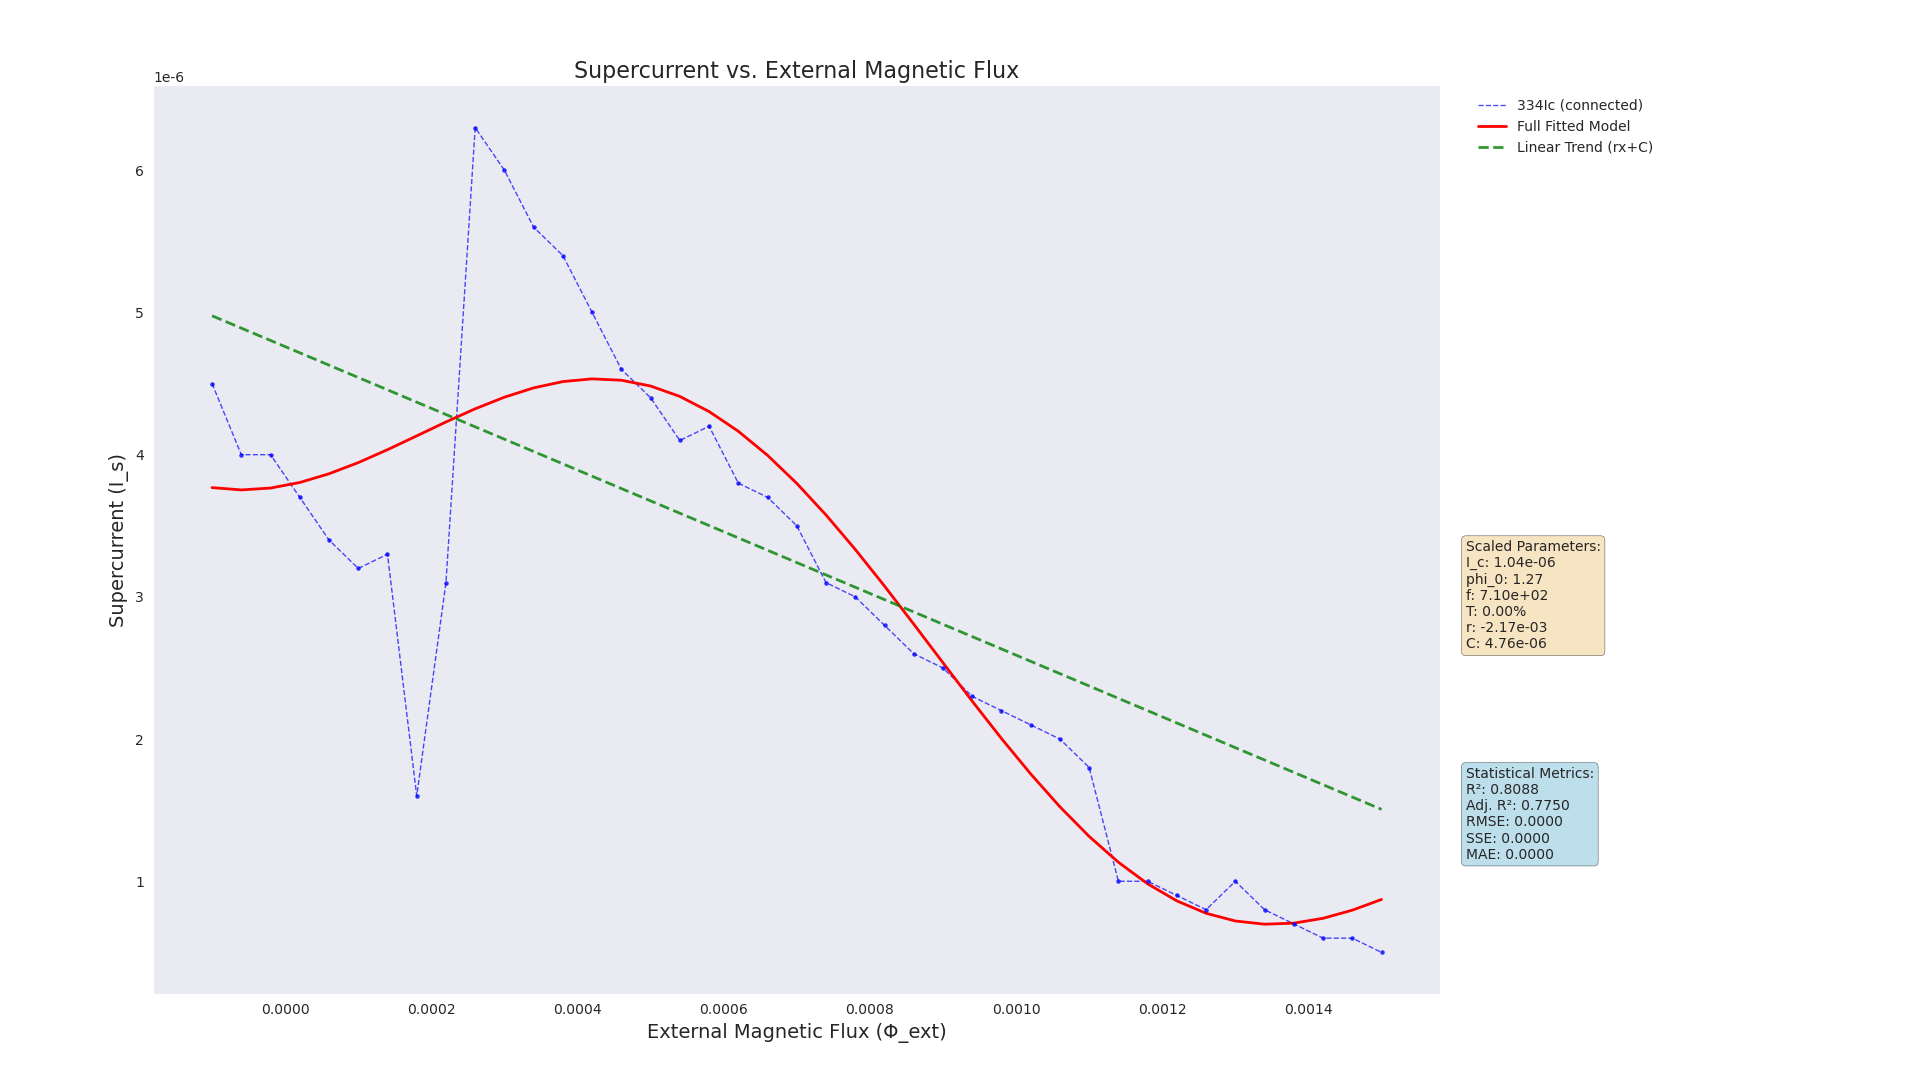 Supercurrent vs. External Magnetic Flux
1e-6
334Ic (connected)
Full Fitted Model
Linear Trend (rx+C)
6
5
4
3
2
1
Supercurrent (I_s)
Scaled Parameters:
I_c: 1.04e-06
phi_0: 1.27
f: 7.10e+02
T: 0.00%
r: -2.17e-03
C: 4.76e-06
Statistical Metrics:
R²: 0.8088
Adj. R²: 0.7750
RMSE: 0.0000
SSE: 0.0000
MAE: 0.0000
0.0000 0.0002 0.0004 0.0006 0.0008 0.0010 0.0012 0.0014
External Magnetic Flux (Φ_ext)